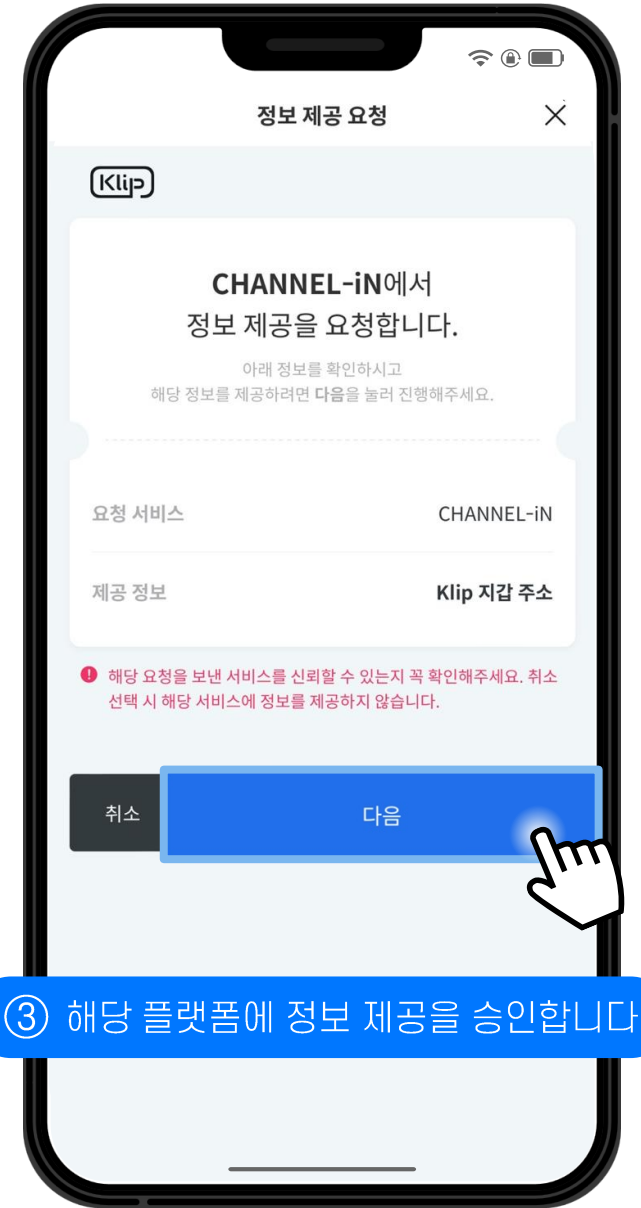 정보 제공 요청
Klip
CHANNEL-iN에서
정보 제공을 요청합니다.
아래 정보를 확인하시고
해당 정보를 제공하려면 다음을 눌러 진행해주세요.
요청 서비스 CHANNEL-iN
제공 정보 Klip 지갑 주소
해당 요청을 보낸 서비스를 신뢰할 수 있는지 꼭 확인해주세요. 취소
선택 시 해당 서비스에 정보를 제공하지 않습니다.
취소 다음
③ 해당 플랫폼에 정보 제공을 승인합니다